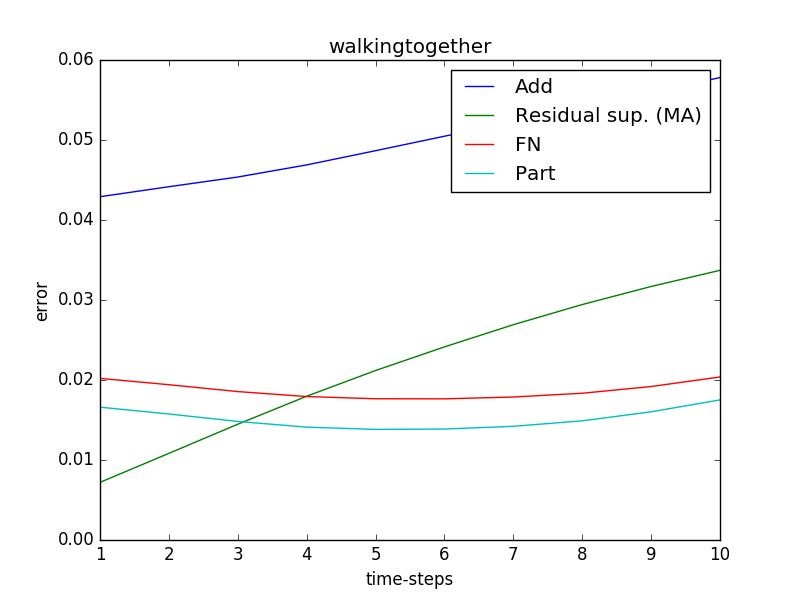 walkingtogether
0.06
0.05
0.04
0.03
0.02
0.01
0.00
error
Add
Residual sup. (MA)
FN
Part
1 2 3 4 5 6 7 8 9 10
time-steps